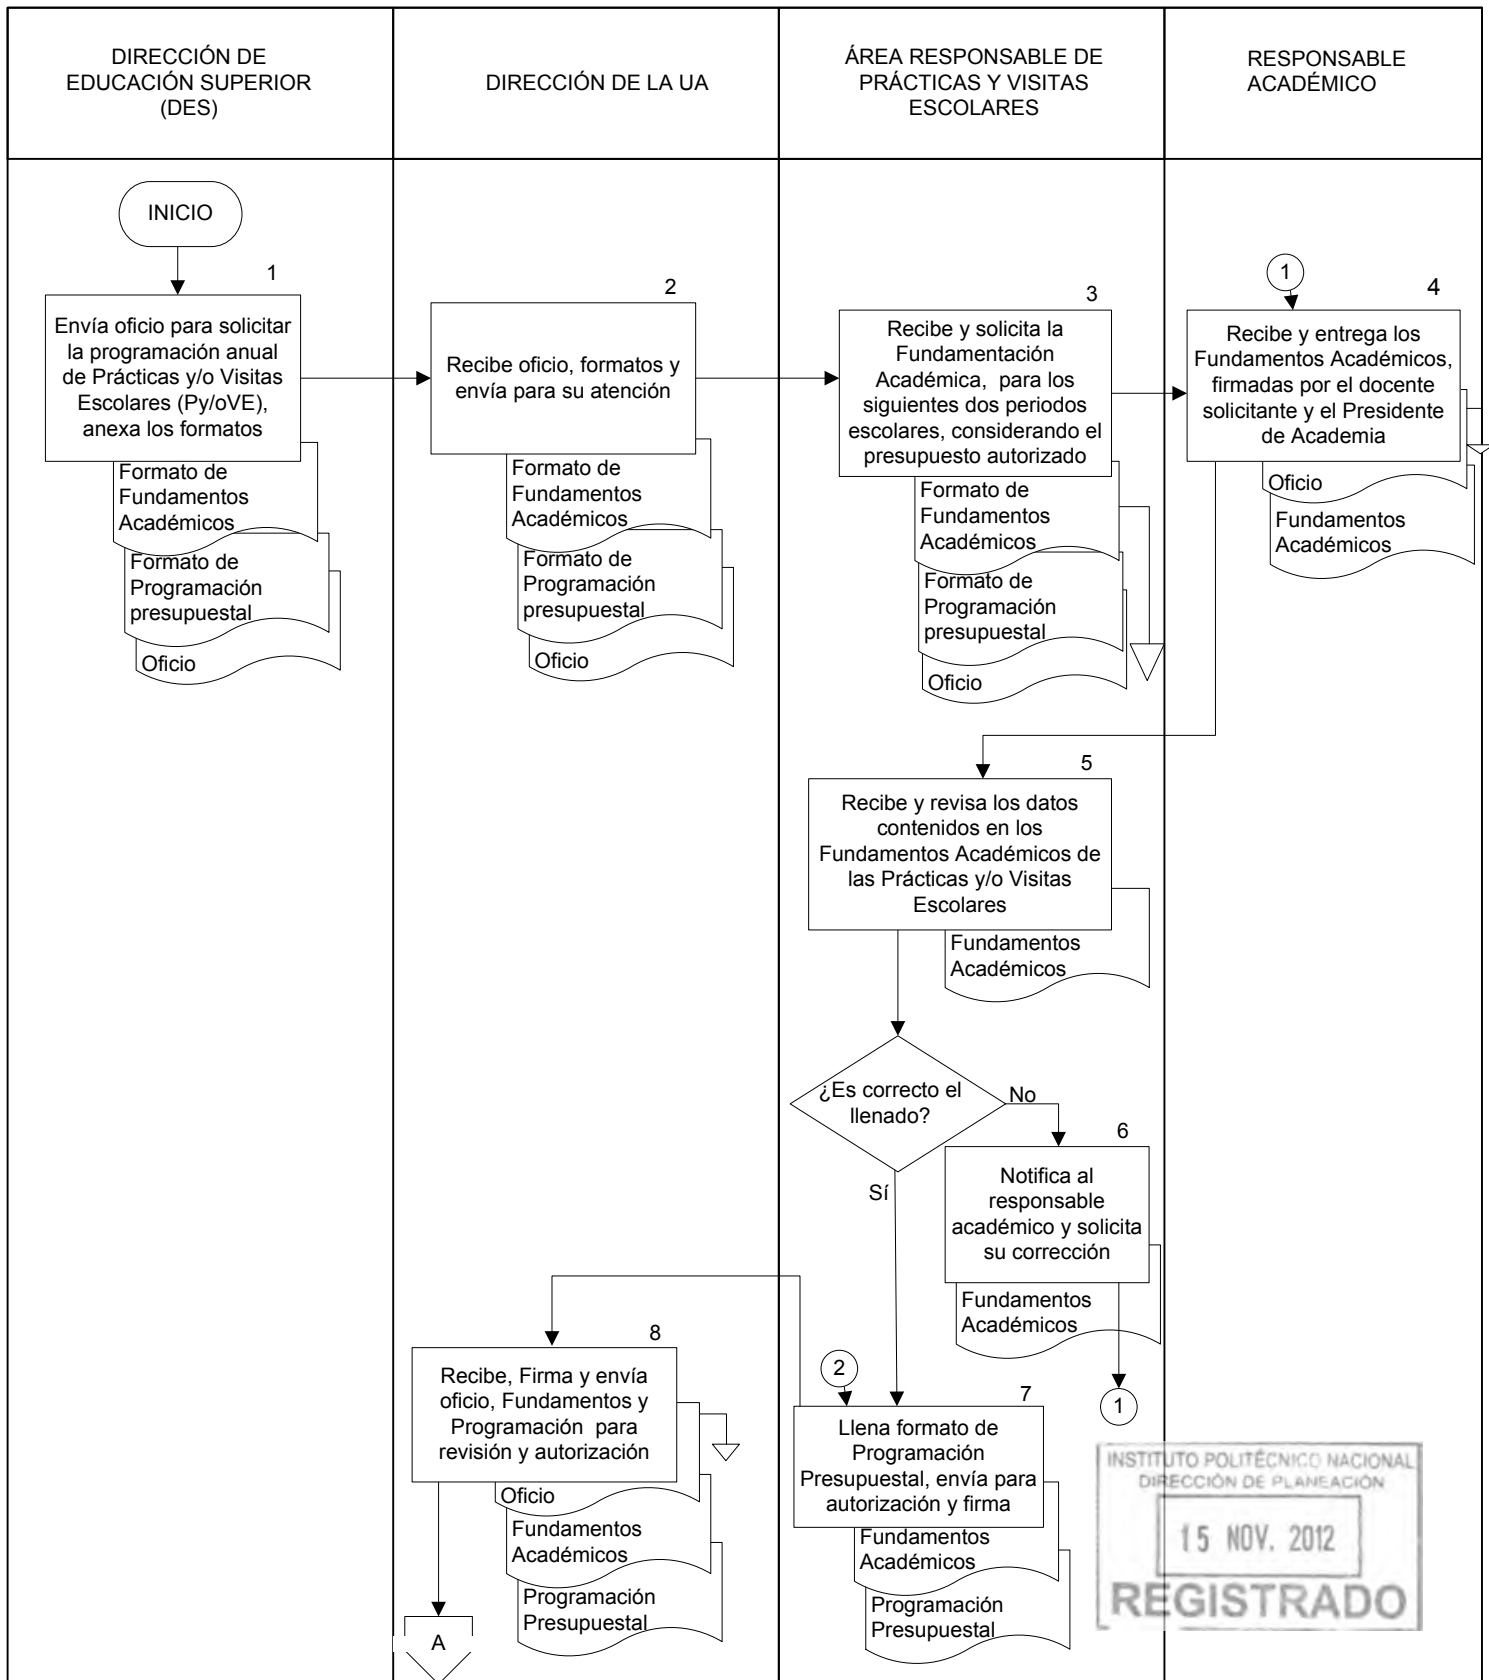 DIRECCIÓN DE
EDUCACIÓN SUPERIOR
(DES)
DIRECCIÓN DE LA UA
ÁREA RESPONSABLE DE
PRÁCTICAS Y VISITAS
ESCOLARES
RESPONSABLE
ACADÉMICO
INICIO
1
Envía oficio para solicitar
la programación anual
de Prácticas y/o Visitas
Escolares (Py/oVE),
anexa los formatos
Formato de
Fundamentos
Académicos
Formato de
Programación
presupuestal
Oficio
2
Recibe oficio, formatos y
envía para su atención
Formato de
Fundamentos
Académicos
Formato de
Programación
presupuestal
Oficio
3
Recibe y solicita la
Fundamentación
Académica, para los
siguientes dos periodos
escolares, considerando el
presupuesto autorizado
Formato de
Fundamentos
Académicos
Formato de
Programación
presupuestal
Oficio
1
4
Recibe y entrega los
Fundamentos Académicos,
firmadas por el docente
solicitante y el Presidente
de Academia
Oficio
Fundamentos
Académicos
5
Recibe y revisa los datos
contenidos en los
Fundamentos Académicos de
las Prácticas y/o Visitas
Escolares
Fundamentos
Académicos
¿Es correcto el
llenado?
No
Sí
6
Notifica al
responsable
académico y solicita
su corrección
Fundamentos
Académicos
1
2
7
Llena formato de
Programación
Presupuestal, envía para
autorización y firma
Fundamentos
Académicos
Programación
Presupuestal
8
Recibe, Firma y envía
oficio, Fundamentos y
Programación para
revisión y autorización
Oficio
Fundamentos
Académicos
Programación
Presupuestal
A
INSTITUTO POLITÉCNICO NACIONAL
DIRECCIÓN DE PLANEACIÓN
15 NOV. 2012
REGISTRADO